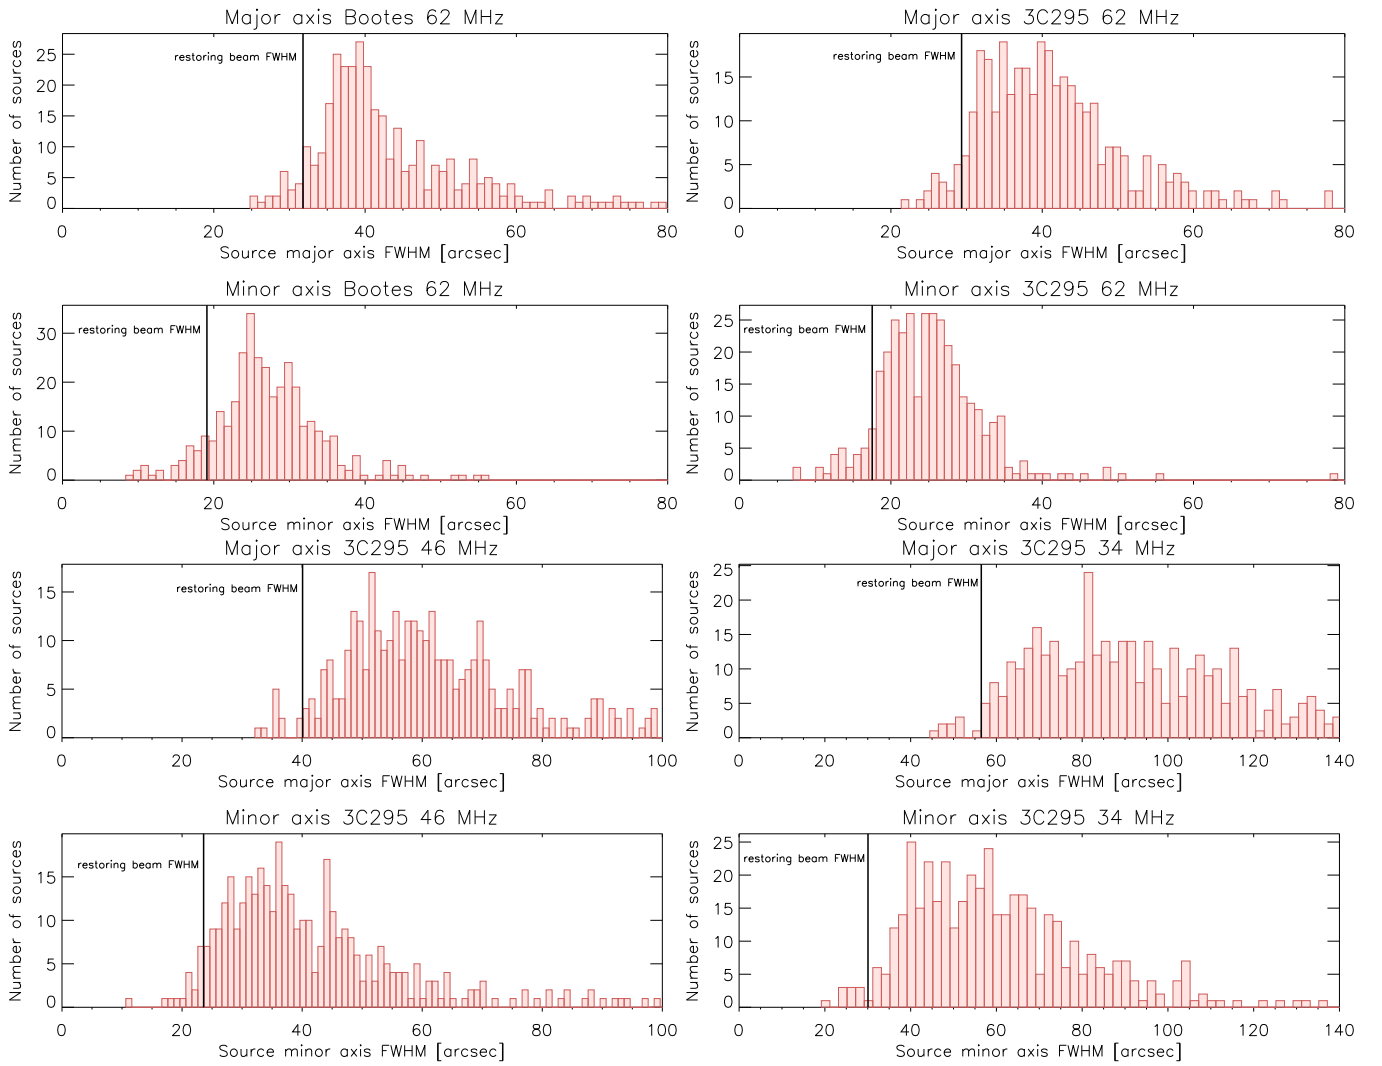 Major axis Bootes 62 MHz
restoring beam FWHM
Number of sources
25
20
15
10
5
0
0 20 40 60 80
Source major axis FWHM [arcsec]
Major axis 3C295 62 MHz
restoring beam FWHM
Number of sources
15
10
5
0
0 20 40 60 80
Source major axis FWHM [arcsec]
Minor axis Bootes 62 MHz
restoring beam FWHM
Number of sources
30
20
10
0
0 20 40 60 80
Source minor axis FWHM [arcsec]
Minor axis 3C295 62 MHz
restoring beam FWHM
Number of sources
25
20
15
10
5
0
0 20 40 60 80
Source minor axis FWHM [arcsec]
Major axis 3C295 46 MHz
restoring beam FWHM
Number of sources
15
10
5
0
0 20 40 60 80 100
Source major axis FWHM [arcsec]
Major axis 3C295 34 MHz
restoring beam FWHM
Number of sources
25
20
15
10
5
0
0 20 40 60 80 100 120 140
Source major axis FWHM [arcsec]
Minor axis 3C295 46 MHz
restoring beam FWHM
Number of sources
15
10
5
0
0 20 40 60 80 100
Source minor axis FWHM [arcsec]
Minor axis 3C295 34 MHz
restoring beam FWHM
Number of sources
25
20
15
10
5
0
0 20 40 60 80 100 120 140
Source minor axis FWHM [arcsec]